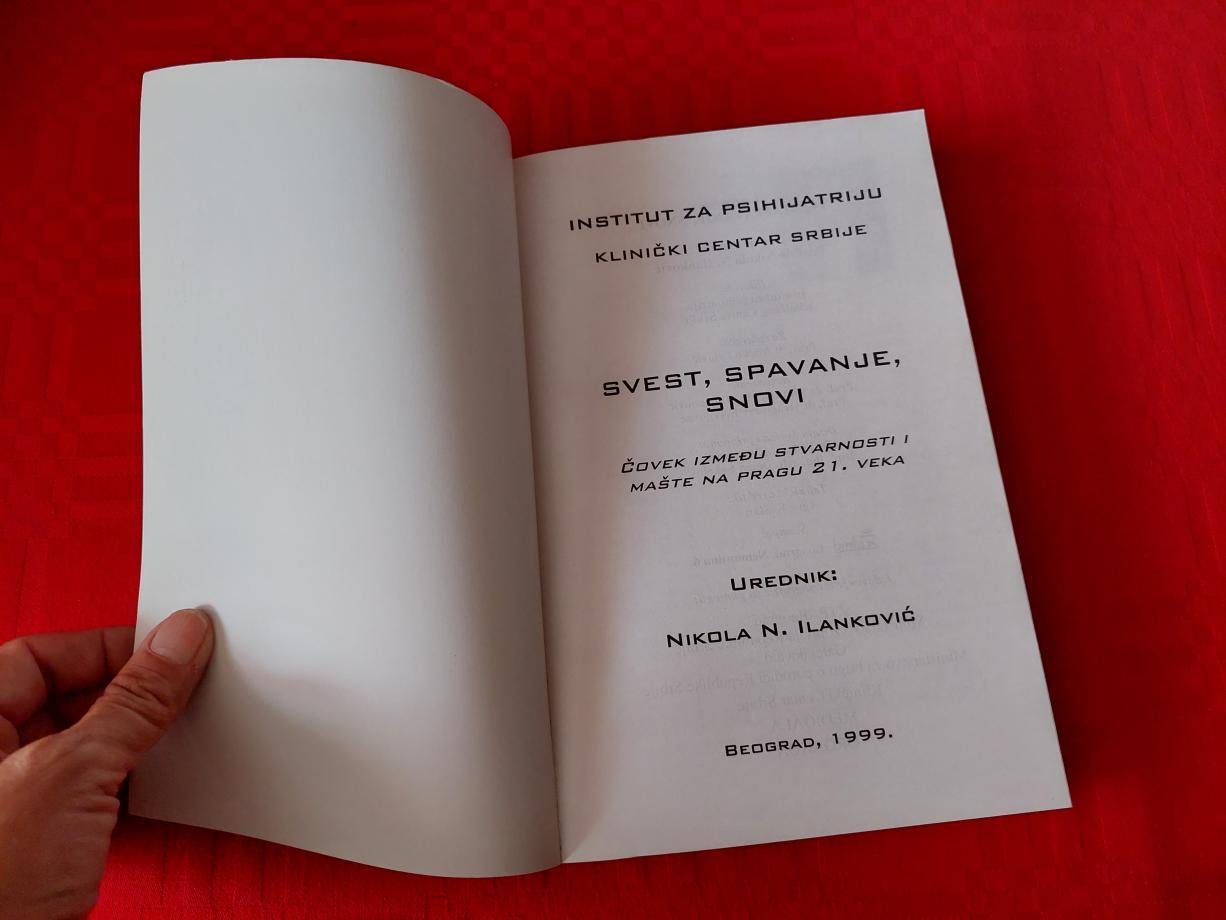 INSTITUT ZA PSIHIJATRIJU
KLINIČKI CENTAR SRBIJE
SVEST, SPAVANJE,
SNOVI
ČOVEK IZMEĐU STVARNOSTI I
MAŠTE NA PRAGU 21. VEKA
UREDNIK:
NIKOLA N. ILANKOVIĆ
BEOGRAD, 1999.